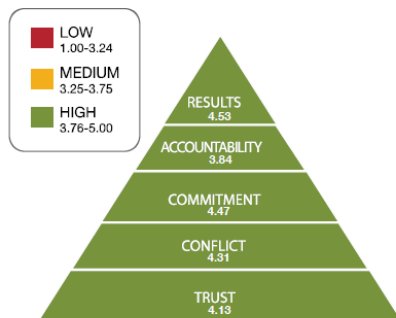 LOW
1.00-3.24
MEDIUM
3.25-3.75
HIGH
3.76-5.00
RESULTS
4.53
ACCOUNTABILITY
3.84
COMMITMENT
4.47
CONFLICT
4.31
TRUST
4.13